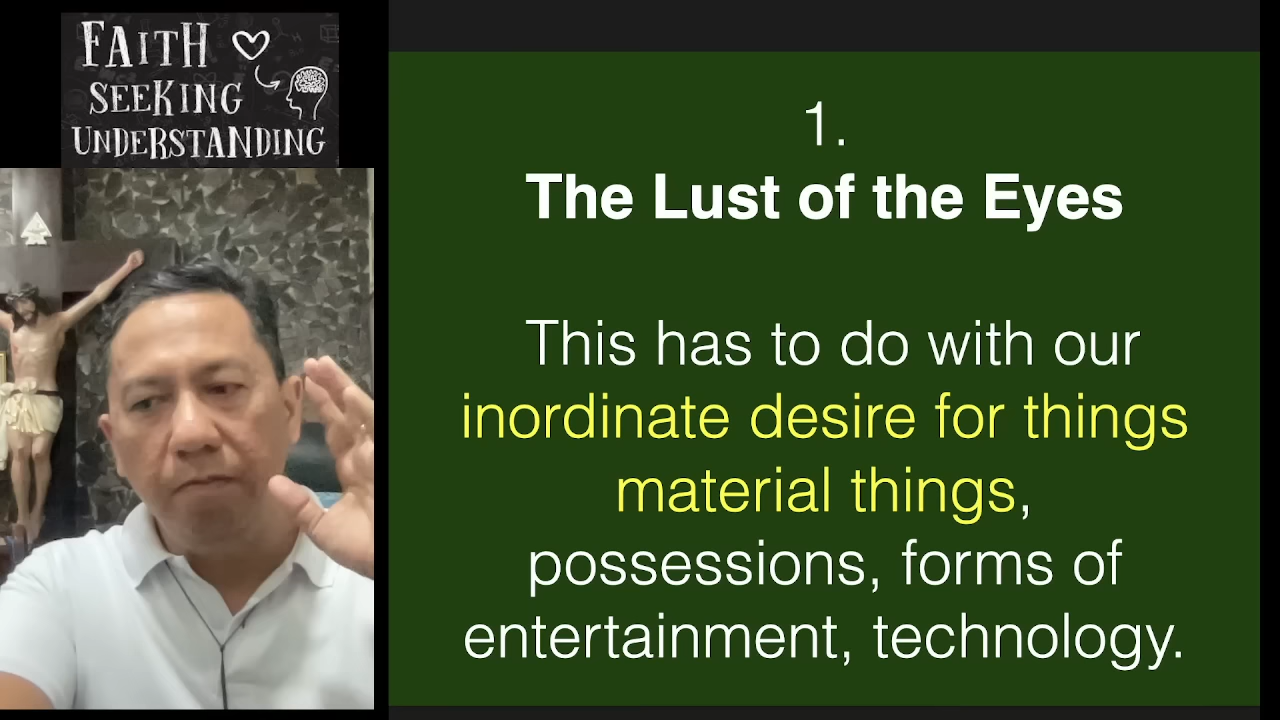 FAITH
SEEKING
UNDERSTANDING
1.
The Lust of the Eyes
This has to do with our
inordinate desire for things
material things,
possessions, forms of
entertainment, technology.